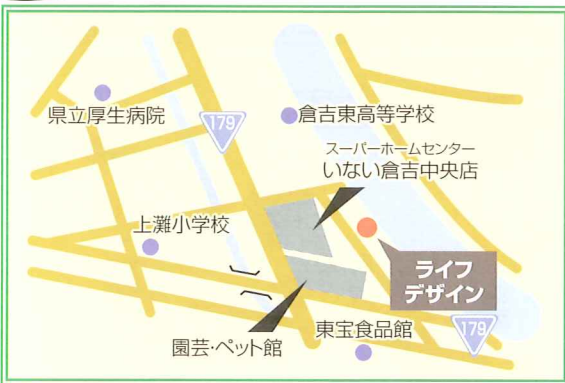 県立厚生病院
179
倉吉東高等学校
スーパーホームセンター
いない倉吉中央店
上灘小学校
ライフ
デザイン
園芸・ペット館
東宝食品館
179